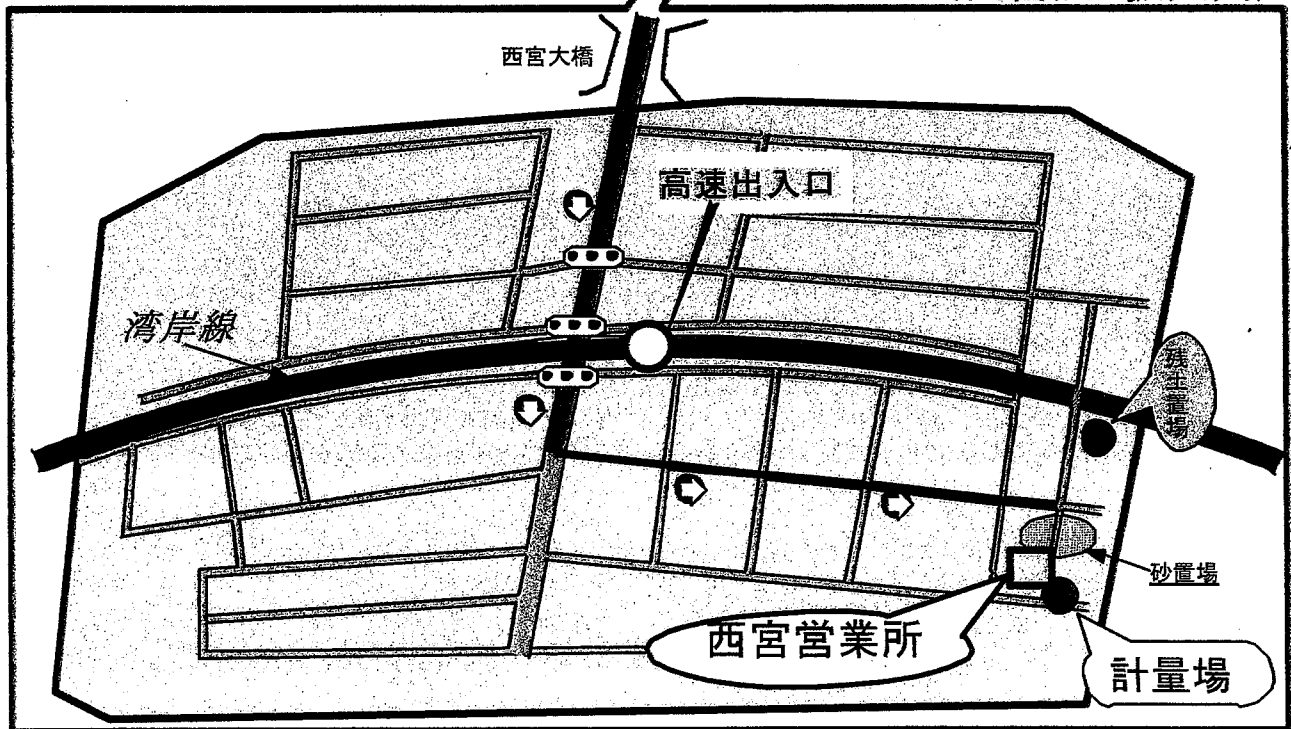 西宮大橋
高速出入口
湾岸線
残土置場
砂置場
西宮営業所
計量場